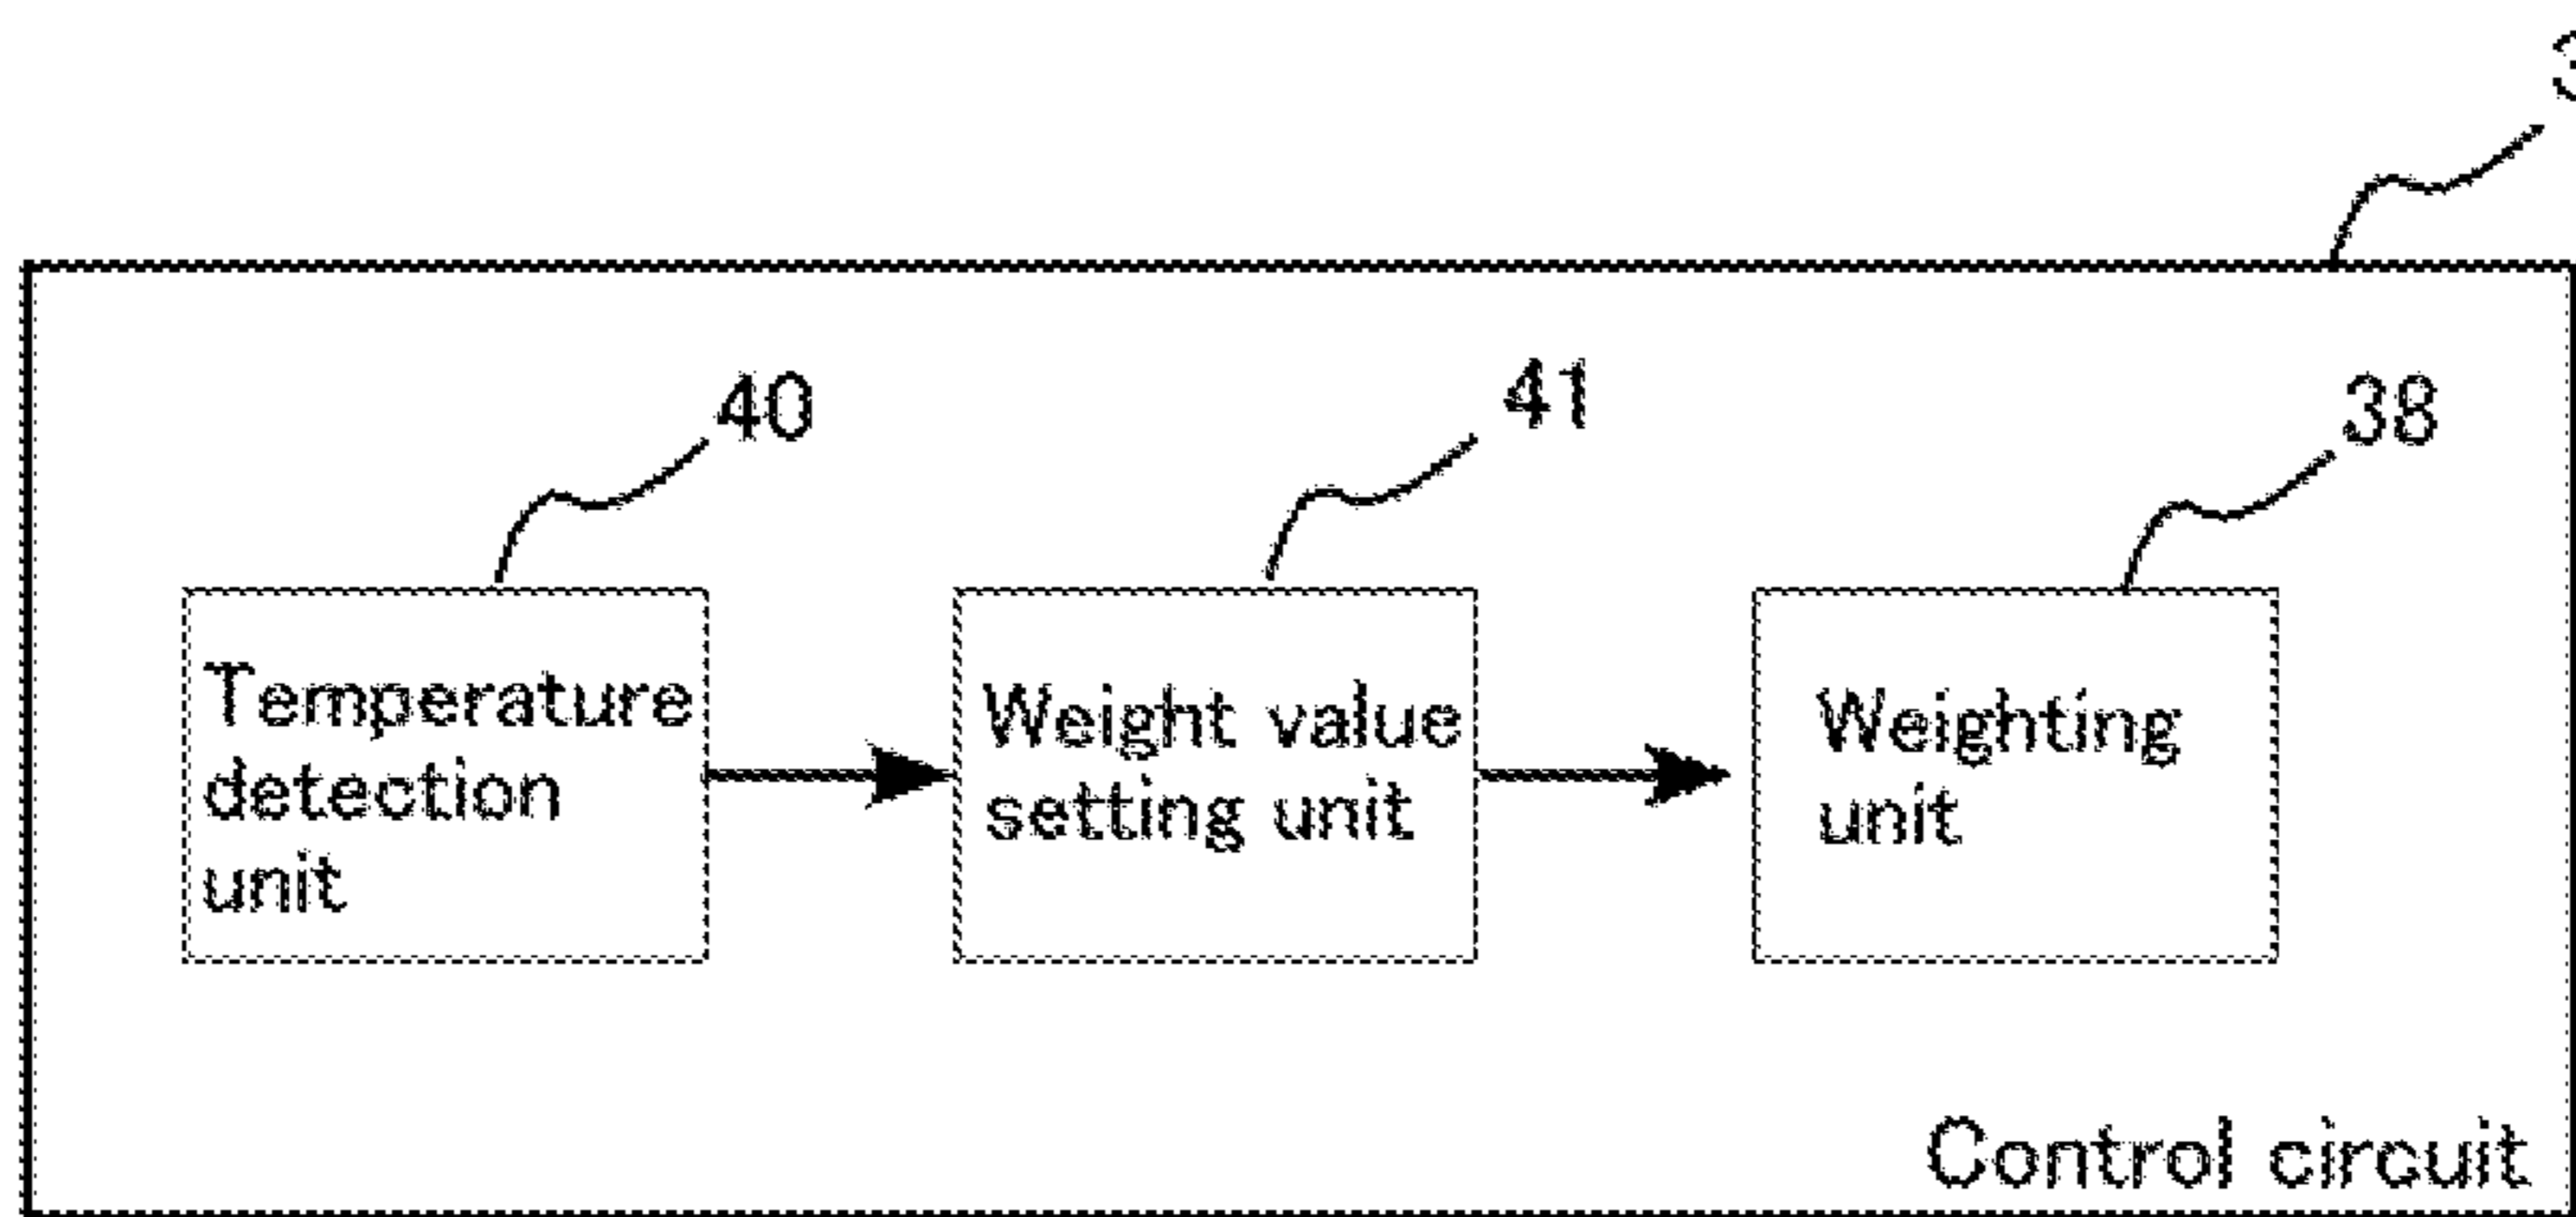 40
41
38
Temperature
detection
unit
Weight value
setting unit
Weighting
unit
Control circuit